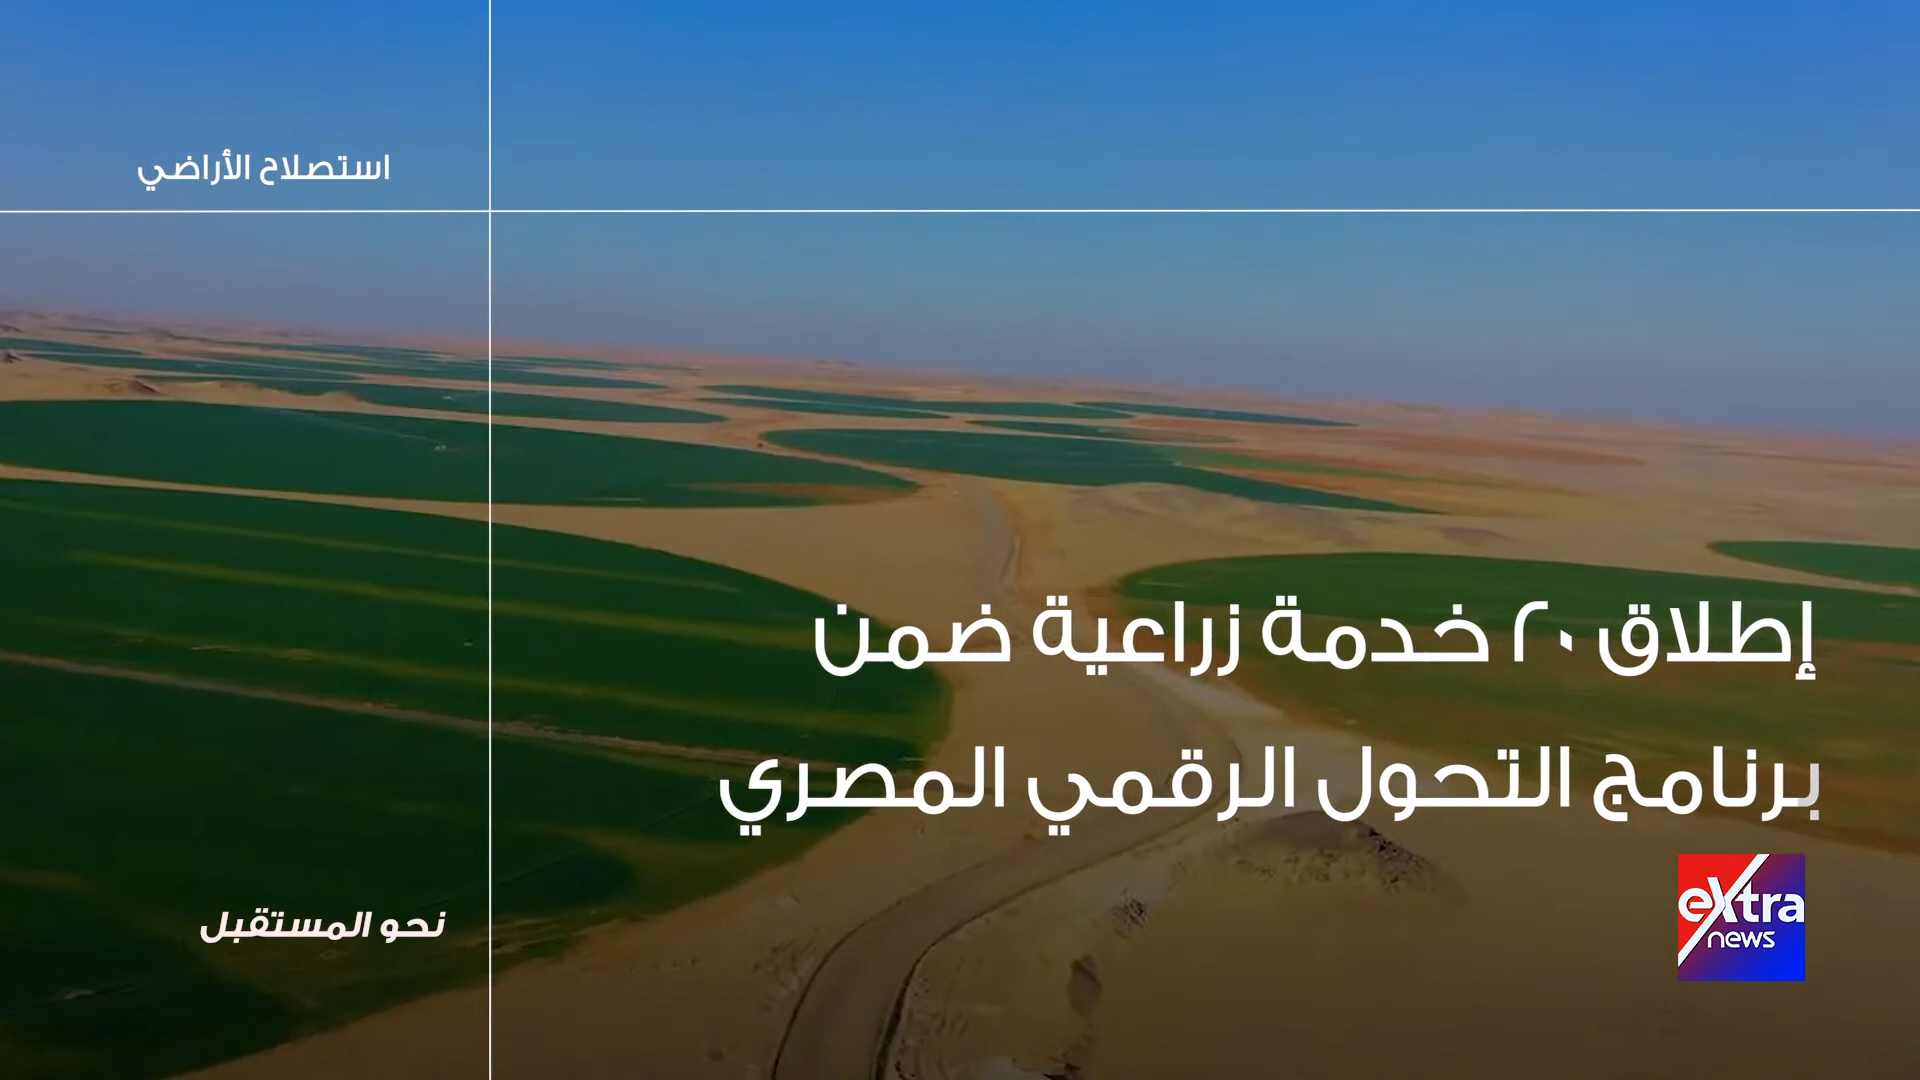 استصلاح الأراضي
إطلاق ٢٠ خدمة زراعية ضمن
برنامج التحول الرقمي المصري
نحو المستقبل
eXtra
news